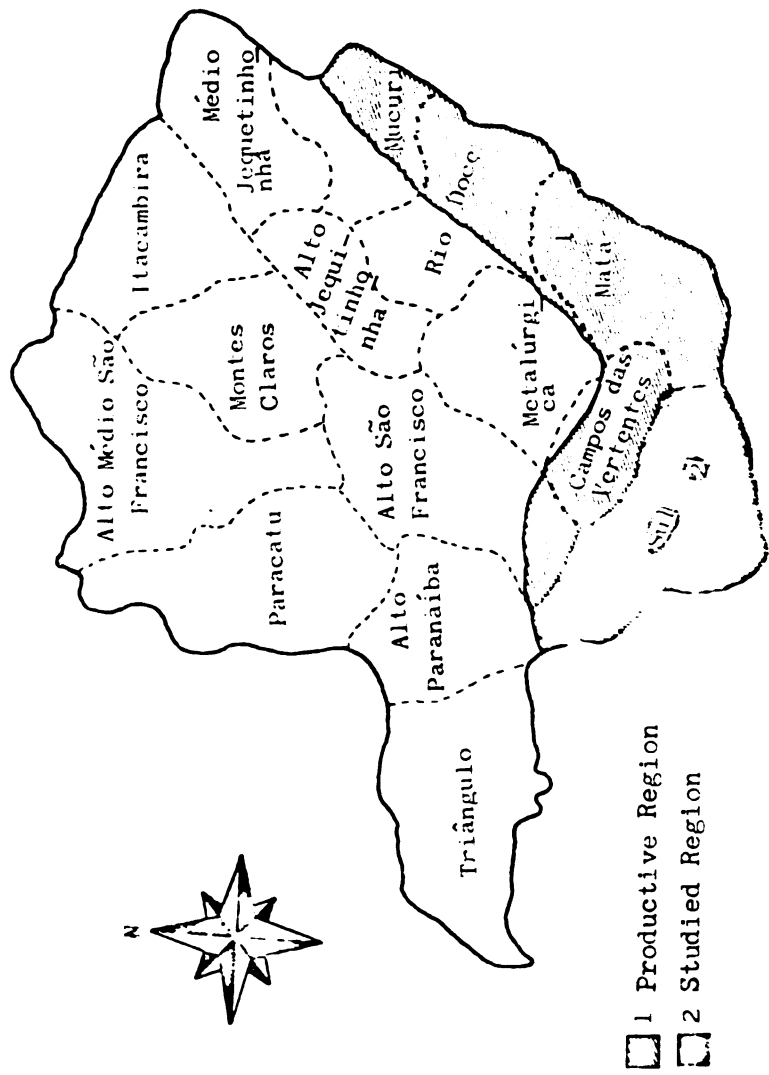 N
Médio
Jequetinho
nha
Itacambira
Alto Médio São
Francisco
Montes
Claros
Alto
Jequi-
tinho
nha
Mucuri
Doce
Rio
1
Mata
Metalúrgi
ca
Alto São
Francisco
Paracatu
Alto
Paranaíba
Triângulo
Campos das
Vertentes
Sul
2
1 Productive Region
2 Studied Region